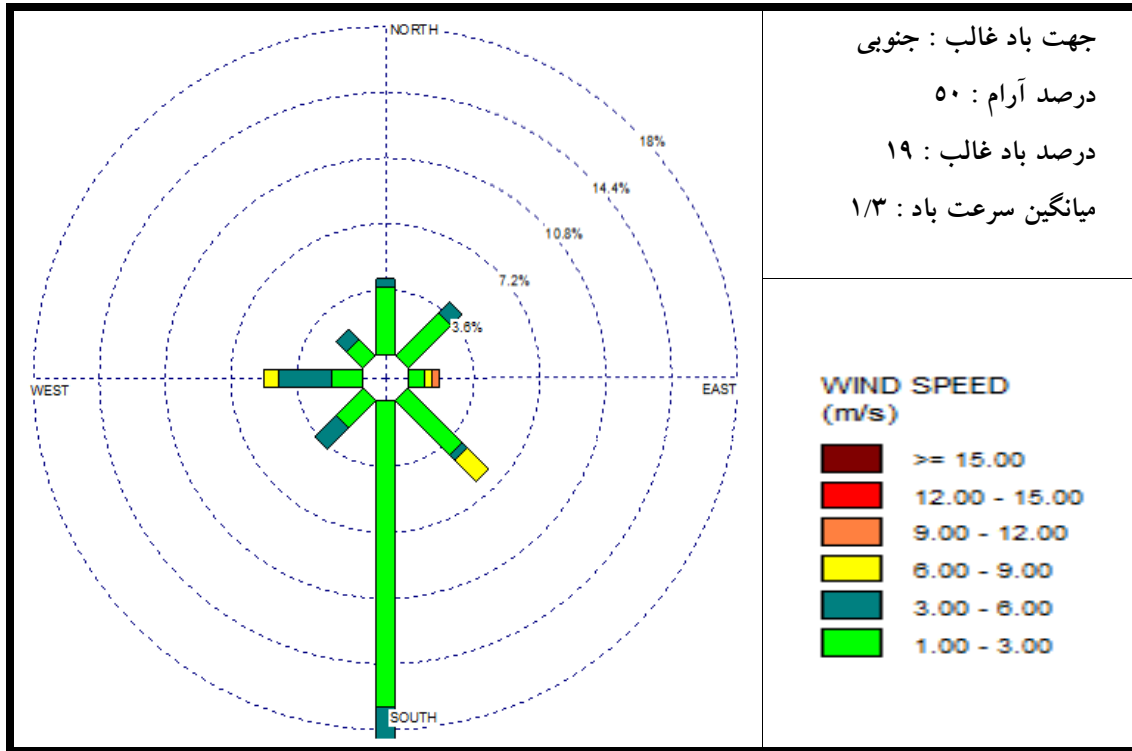 NORTH
18%
14.4%
10.8%
7.2%
3.6%
WEST
EAST
SOUTH
جهت باد غالب : جنوبی
درصد آرام : ۵۰
درصد باد غالب : ۱۹
میانگین سرعت باد : ۱/۳
WIND SPEED
(m/s)
>= 15.00
12.00 - 15.00
9.00 - 12.00
6.00 - 9.00
3.00 - 6.00
1.00 - 3.00